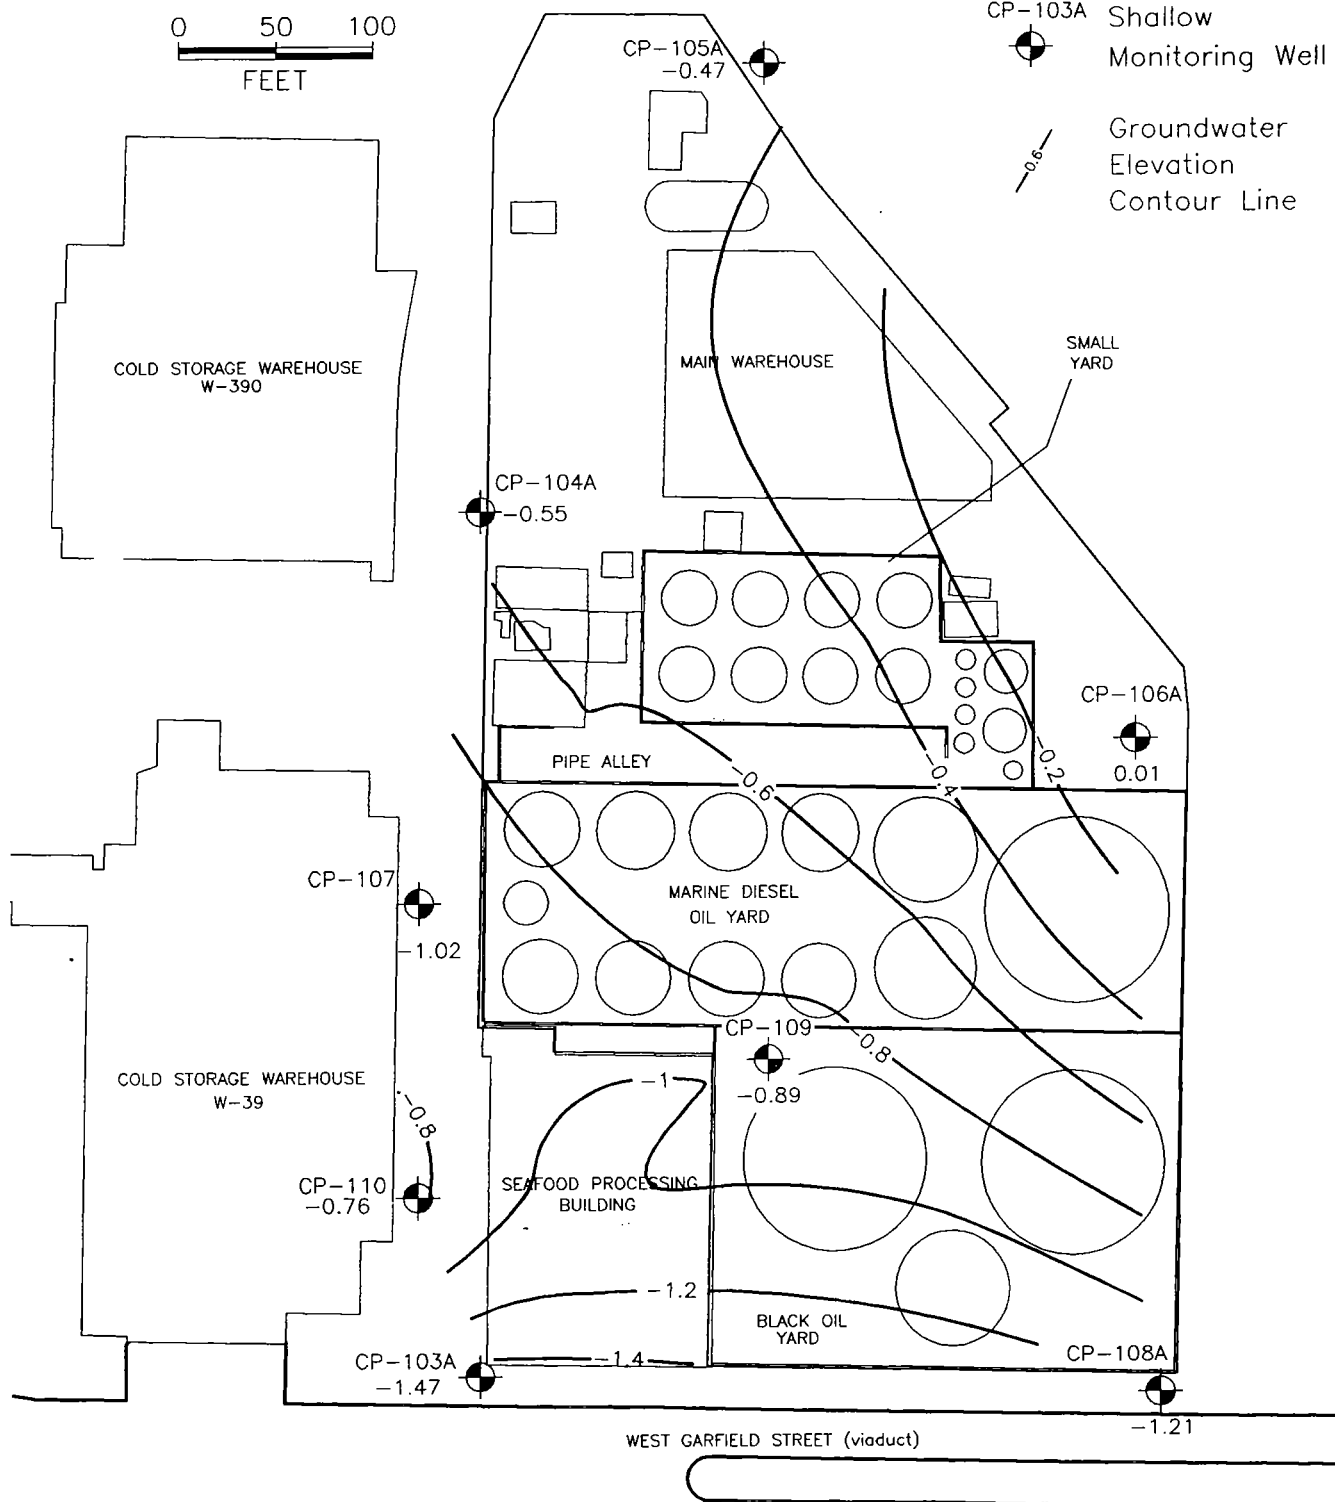 0 50 100
FEET
CP-103A Shallow
Monitoring Well
Groundwater
Elevation
Contour Line
0.6
CP-105A
-0.47
COLD STORAGE WAREHOUSE
W-390
MAIN WAREHOUSE
SMALL
YARD
CP-104A
-0.55
CP-106A
0.01
PIPE ALLEY
-0.6
-0.4
-0.2
CP-107
-1.02
MARINE DIESEL
OIL YARD
CP-109
-0.89
-0.8
COLD STORAGE WAREHOUSE
W-39
-0.8
-1
CP-110
-0.76
SEAFOOD PROCESSING
BUILDING
-1.2
BLACK OIL
YARD
-1.4
CP-103A
-1.47
CP-108A
-1.21
WEST GARFIELD STREET (viaduct)